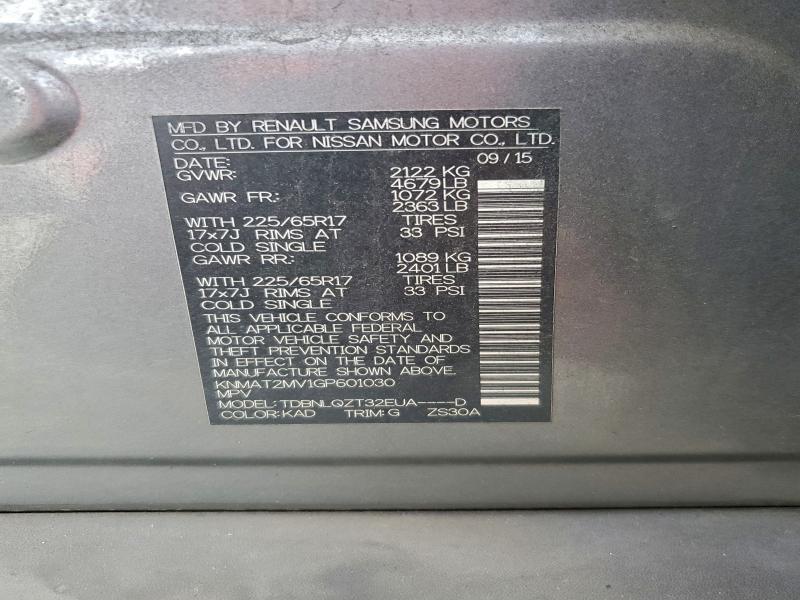 MFD BY RENAULT SAMSUNG MOTORS
CO., LTD. FOR NISSAN MOTOR CO., LTD.
DATE: 09/15
GVWR: 2122 KG
4679LB
GAWR FR: 1072 KG
2363 LB
WITH 225/65R17 TIRES
17x7J RIMS AT 33 PSI
COLD SINGLE
GAWR RR: 1089 KG
2401 LB
WITH 225/65R17 TIRES
17x7J RIMS AT 33 PSI
COLD SINGLE
THIS VEHICLE CONFORMS TO
ALL APPLICABLE FEDERAL
MOTOR VEHICLE SAFETY AND
THEFT PREVENTION STANDARDS
IN EFFECT ON THE DATE OF
MANUFACTURE SHOWN ABOVE.
KNMAT2MV1GP601030
MPV
MODEL: TDBNLQZT32EUA----D
COLOR: KAD TRIM: G ZS30A